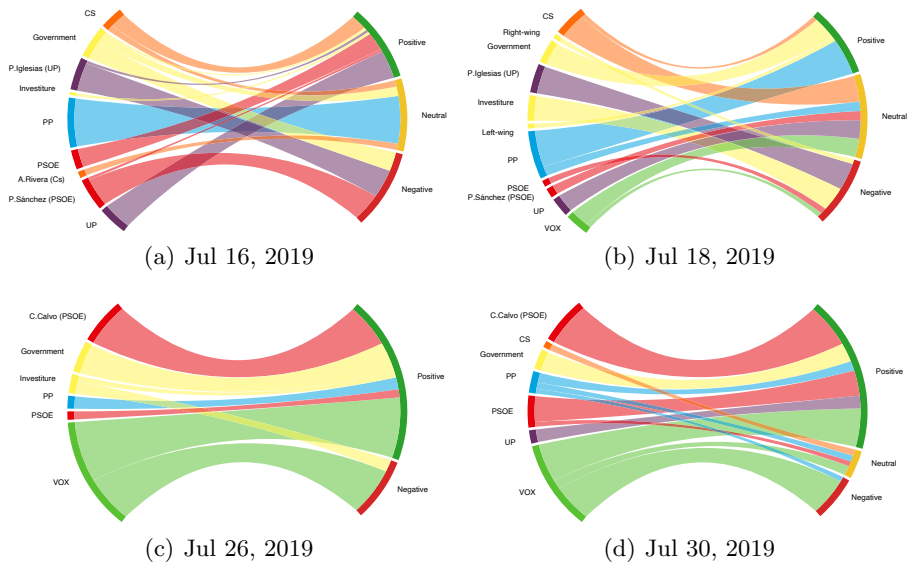 CS
Government
P.Iglesias (UP)
Investiture
PP
PSOE
A.Rivera (Cs)
P.Sánchez (PSOE)
UP
Positive
Neutral
Negative
(a) Jul 16, 2019
CS
Right-wing
Government
P.Iglesias (UP)
Investiture
Left-wing
PP
PSOE
P.Sánchez (PSOE)
UP
VOX
Positive
Neutral
Negative
(b) Jul 18, 2019
C.Calvo (PSOE)
Government
Investiture
PP
PSOE
VOX
Positive
Negative
(c) Jul 26, 2019
C.Calvo (PSOE)
CS
Government
PP
PSOE
UP
VOX
Positive
Neutral
Negative
(d) Jul 30, 2019